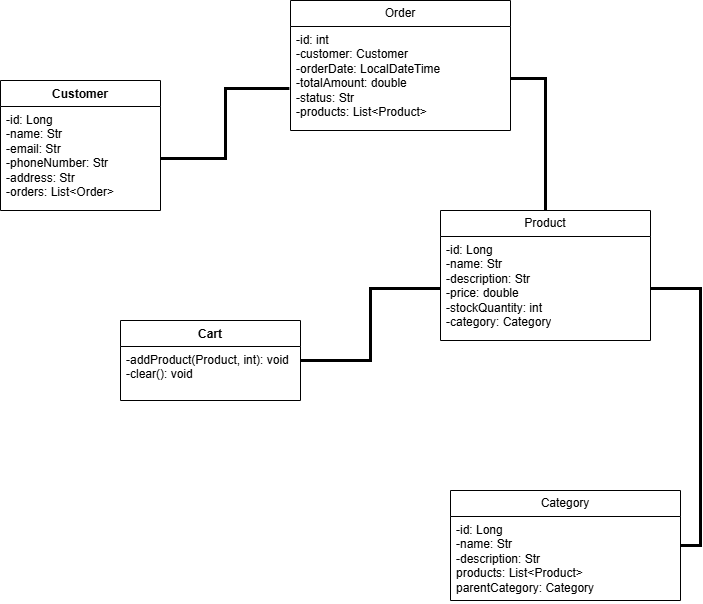 Order
-id: int
-customer: Customer
-orderDate: LocalDateTime
-totalAmount: double
-status: Str
-products: List<Product>
Customer
-id: Long
-name: Str
-email: Str
-phoneNumber: Str
-address: Str
-orders: List<Order>
Product
-id: Long
-name: Str
-description: Str
-price: double
-stockQuantity: int
-category: Category
Cart
-addProduct(Product, int): void
-clear(): void
Category
-id: Long
-name: Str
-description: Str
products: List<Product>
parentCategory: Category